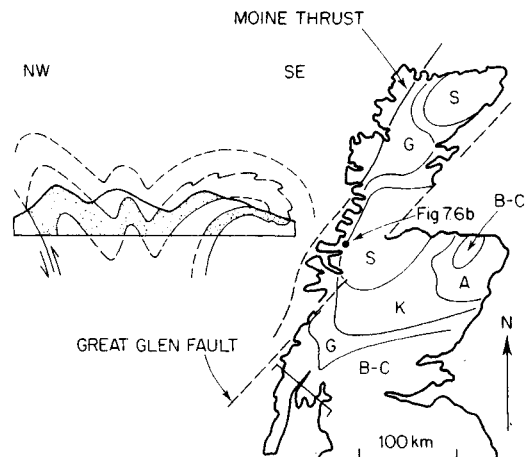 MOINE THRUST
NW
SE
S
G
B-C
Fig 7.6b
S
A
K
GREAT GLEN FAULT
G
B-C
N
100 km